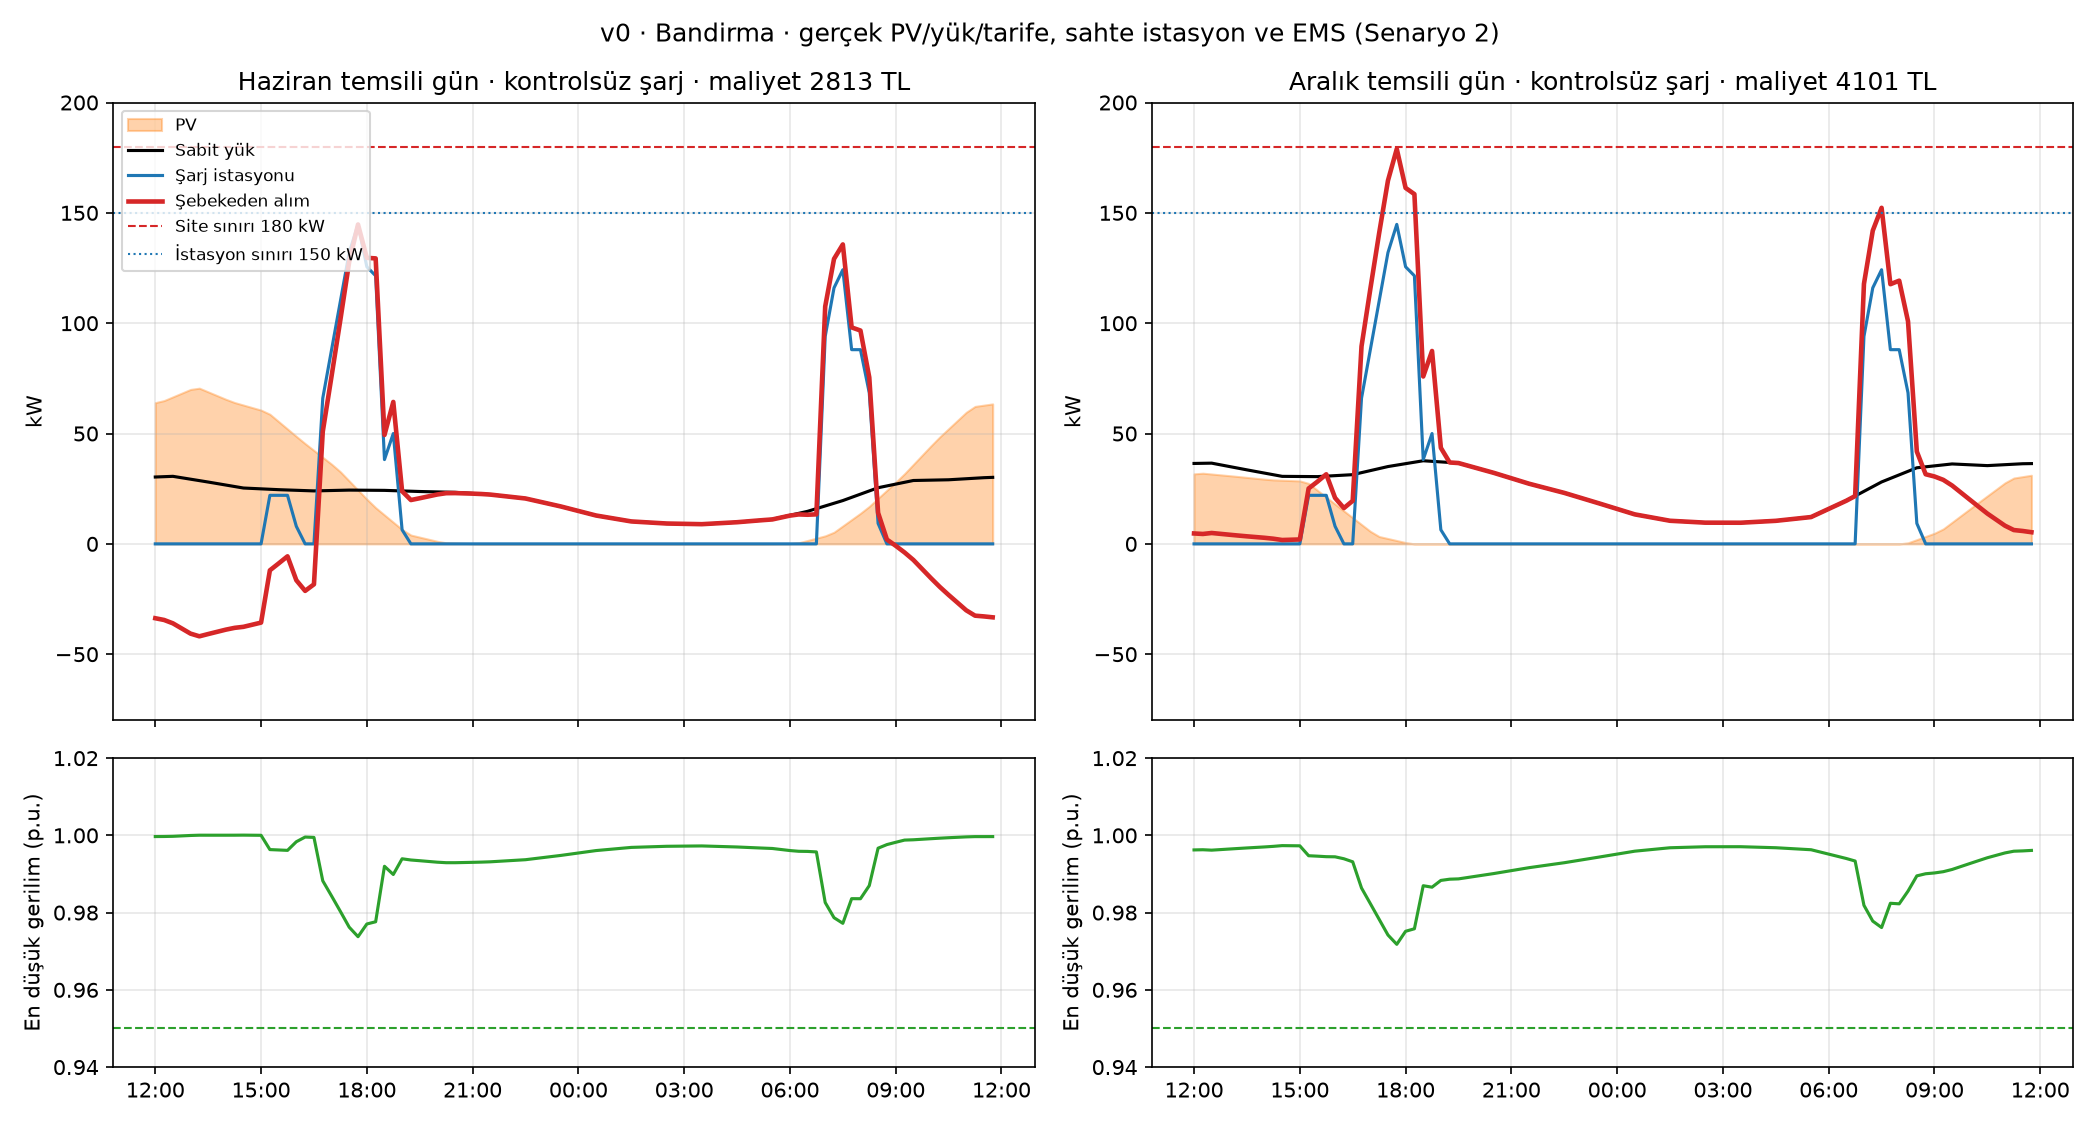 v0 · Bandirma · gerçek PV/yük/tarife, sahte istasyon ve EMS (Senaryo 2)
Haziran temsili gün · kontrolsüz şarj · maliyet 2813 TL
200
150
100
50
0
−50
kW
PV
Sabit yük
Şarj istasyonu
Şebekeden alım
Site sınırı 180 kW
İstasyon sınırı 150 kW
Aralık temsili gün · kontrolsüz şarj · maliyet 4101 TL
200
150
100
50
0
−50
kW
1.02
1.00
0.98
0.96
0.94
En düşük gerilim (p.u.)
12:00 15:00 18:00 21:00 00:00 03:00 06:00 09:00 12:00
1.02
1.00
0.98
0.96
0.94
En düşük gerilim (p.u.)
12:00 15:00 18:00 21:00 00:00 03:00 06:00 09:00 12:00